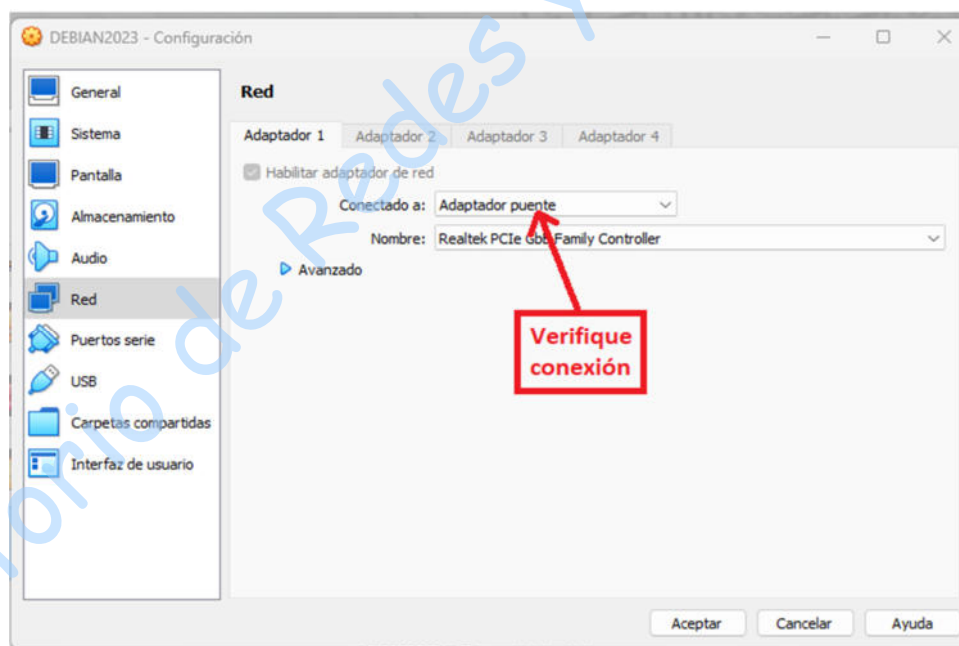 DEBIAN2023 - Configuración
General
Sistema
Pantalla
Almacenamiento
Audio
Red
Puertos serie
USB
Carpetas compartidas
Interfaz de usuario
Red
Adaptador 1 Adaptador 2 Adaptador 3 Adaptador 4
Habilitar adaptador de red
Conectado a: Adaptador puente
Nombre: Realtek PCIe GbE Family Controller
Avanzado
Verifique
conexión
Aceptar Cancelar Ayuda
de Redes Y